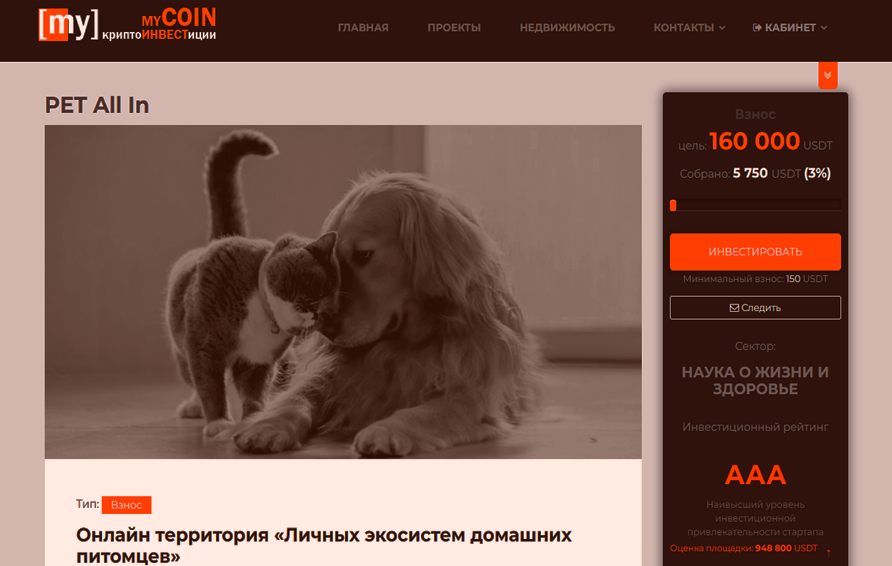 [my] криптоИНВЕСТиции
MYCOIN
ГЛАВНАЯ ПРОЕКТЫ НЕДВИЖИМОСТЬ КОНТАКТЫ КАБИНЕТ
PET All In
Взнос
цель: 160 000 USDT
Собрано: 5 750 USDT (3%)
ИНВЕСТИРОВАТЬ
Минимальный взнос: 150 USDT
Следить
Сектор:
НАУКА О ЖИЗНИ И
ЗДОРОВЬЕ
Инвестиционный рейтинг
AAA
Наивысший уровень
инвестиционной
привлекательности стартапа
Оценка площадки: 948 800 USDT
Тип: Взнос
Онлайн территория «Личных экосистем домашних
питомцев»